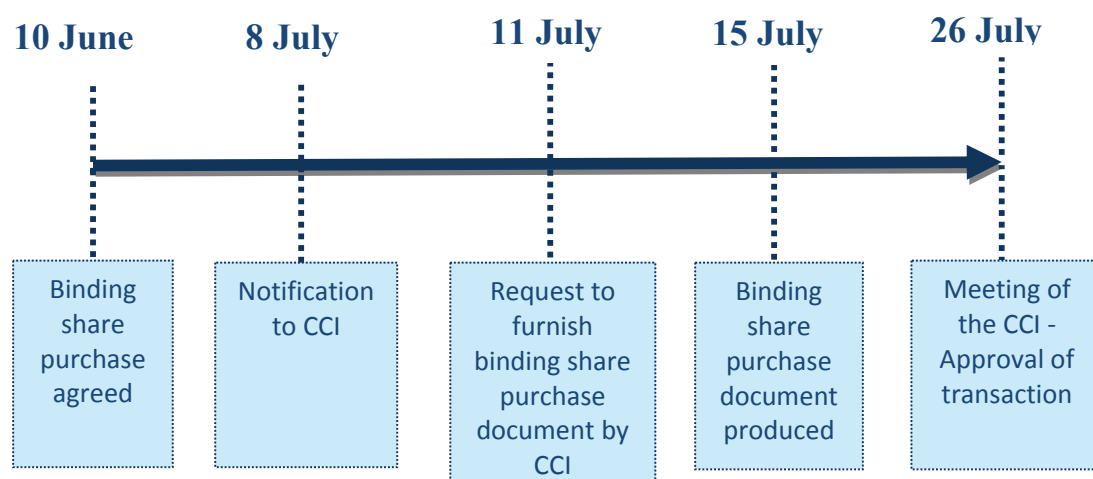 10 June
8 July
11 July
15 July
26 July
Binding
share
purchase
agreed
Notification
to CCI
Request to
furnish
binding share
purchase
document by
CCI
Binding
share
purchase
document
produced
Meeting of
the CCI -
Approval of
transaction